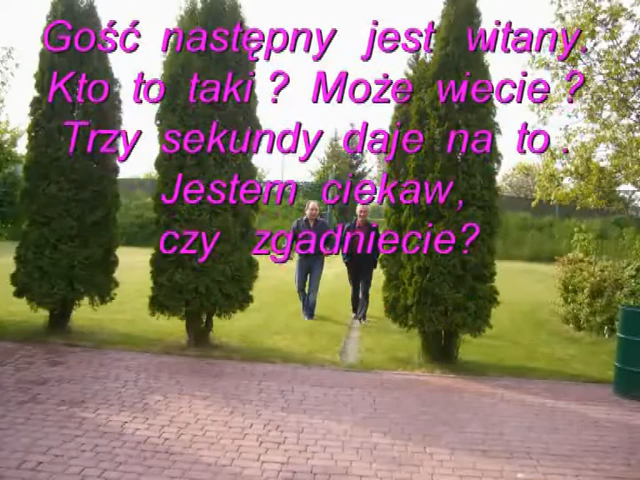 Gość następny jest witany.
Kto to taki ? Może wiecie ?
Trzy sekundy daje na to .
Jestem ciekaw,
czy zgadniecie?